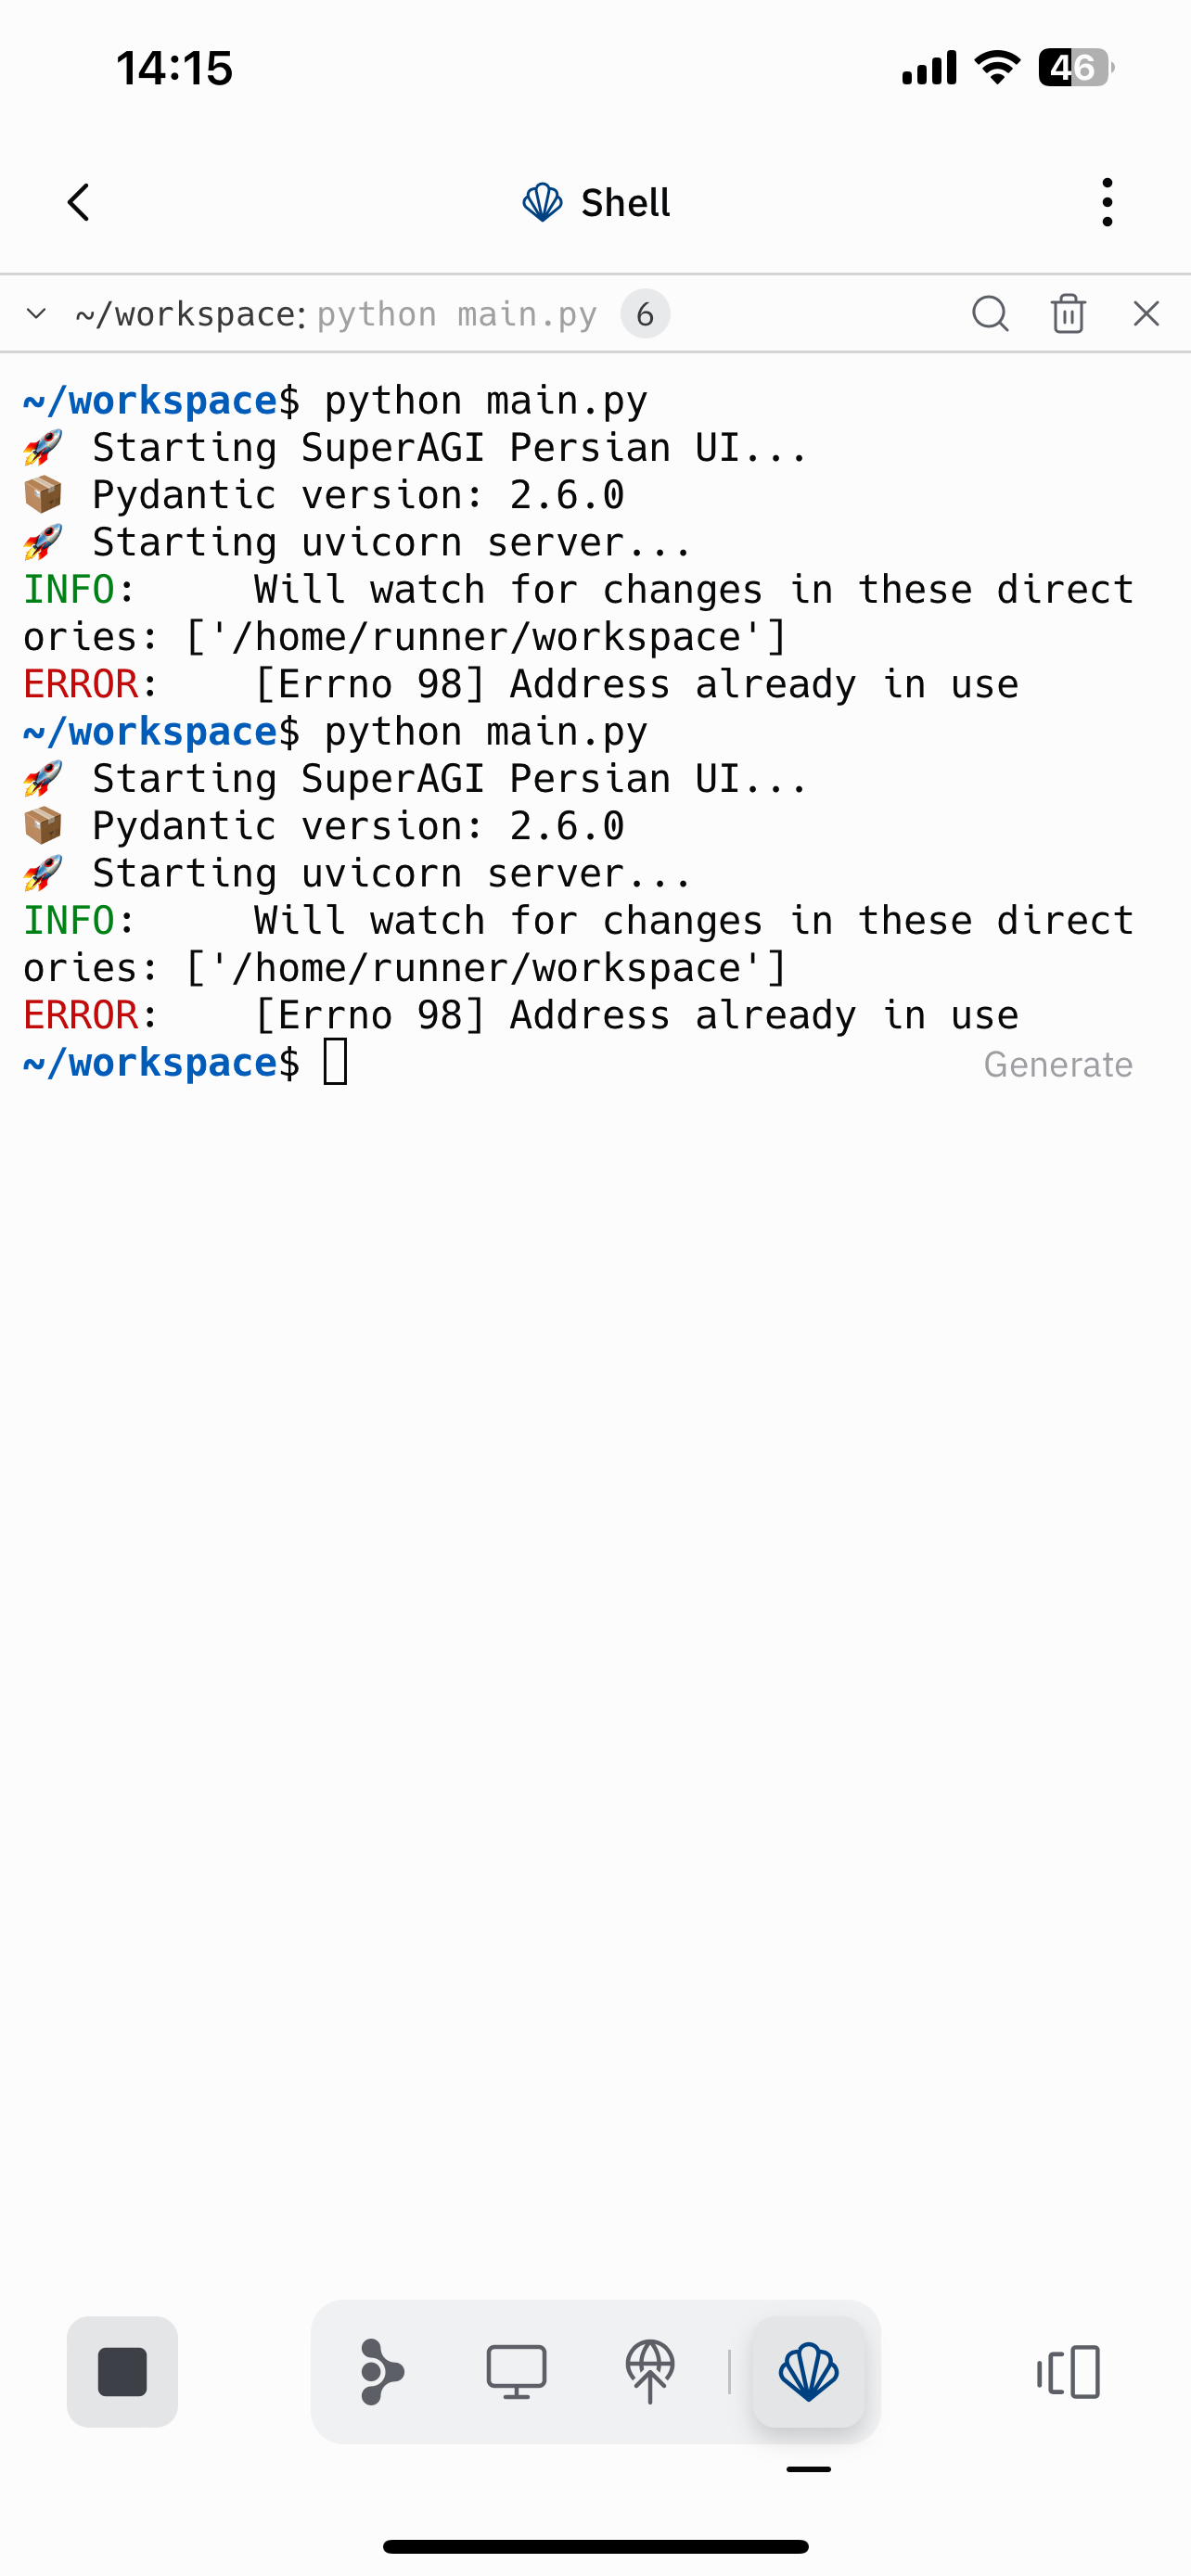 14:15
46
Shell
~/workspace: python main.py 6
~/workspace$ python main.py
🚀 Starting SuperAGI Persian UI...
📦 Pydantic version: 2.6.0
🚀 Starting uvicorn server...
INFO:     Will watch for changes in these direct
ories: ['/home/runner/workspace']
ERROR:    [Errno 98] Address already in use
~/workspace$ python main.py
🚀 Starting SuperAGI Persian UI...
📦 Pydantic version: 2.6.0
🚀 Starting uvicorn server...
INFO:     Will watch for changes in these direct
ories: ['/home/runner/workspace']
ERROR:    [Errno 98] Address already in use
~/workspace$
Generate